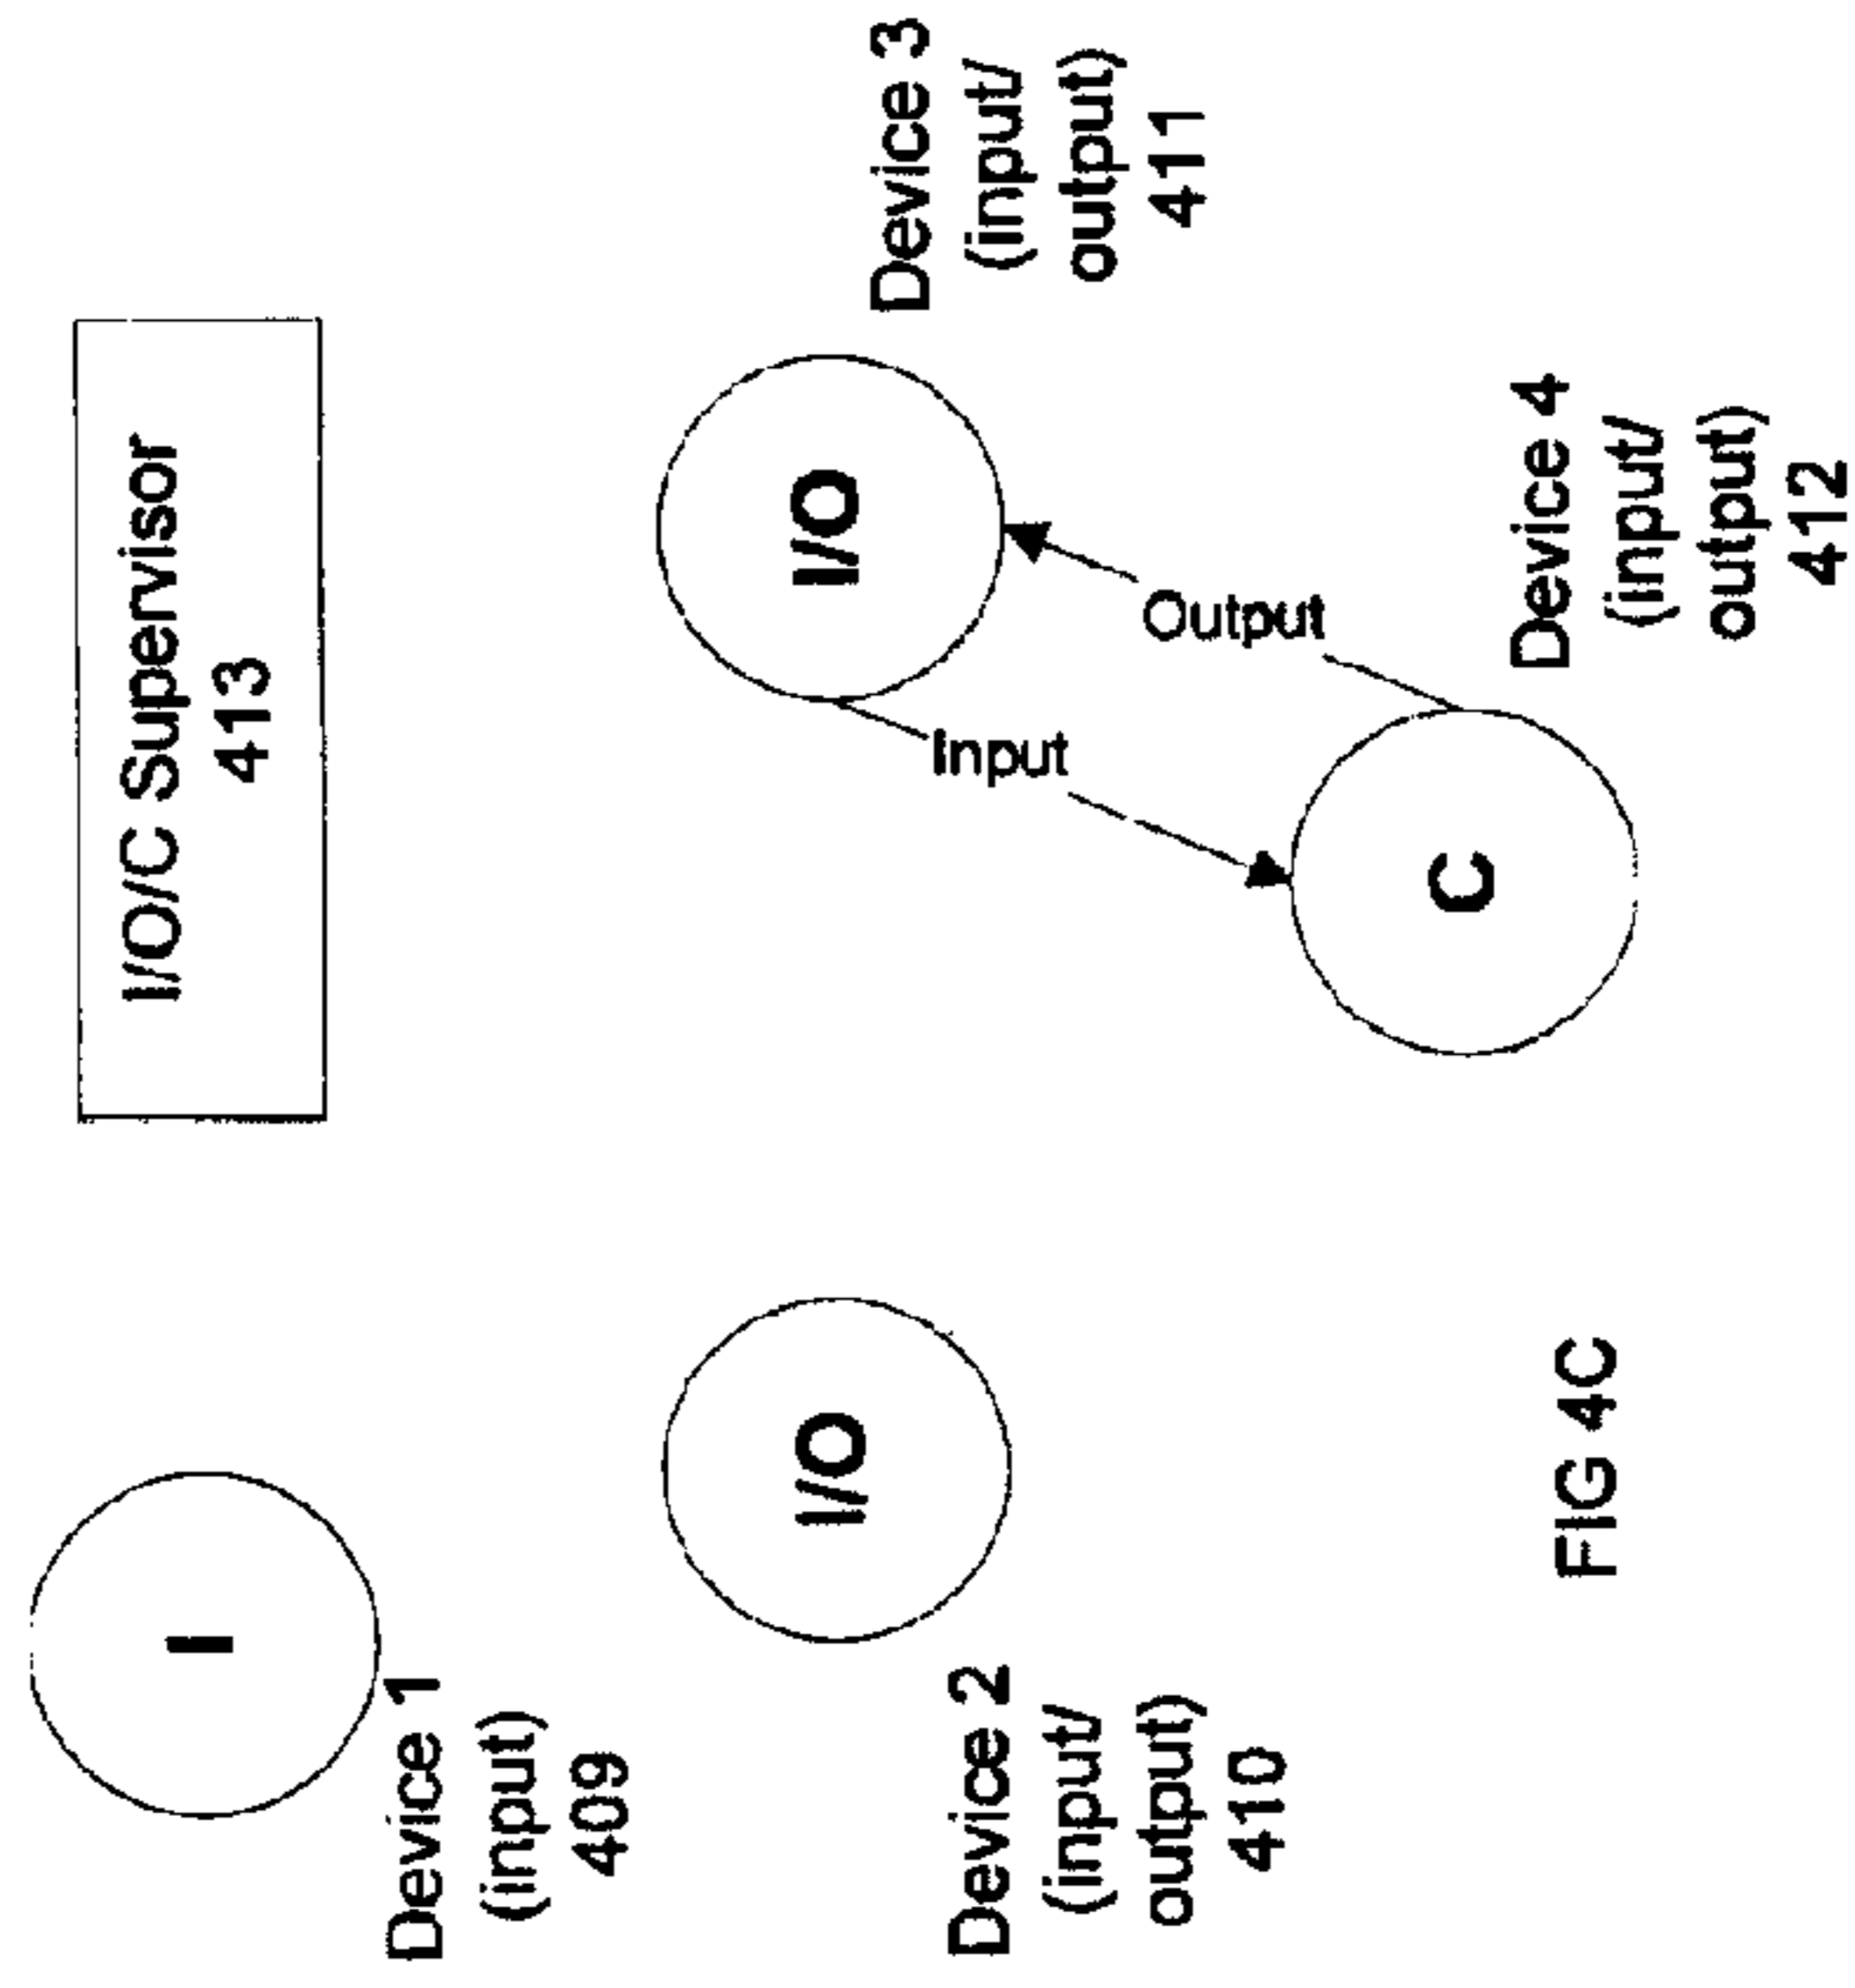 I/O/C Supervisor
413
I
Device 1
(input)
409
I/O
Device 2
(input/
output)
410
I/O
Device 3
(input/
output)
411
Input
Output
C
Device 4
(input/
output)
412
FIG 4C